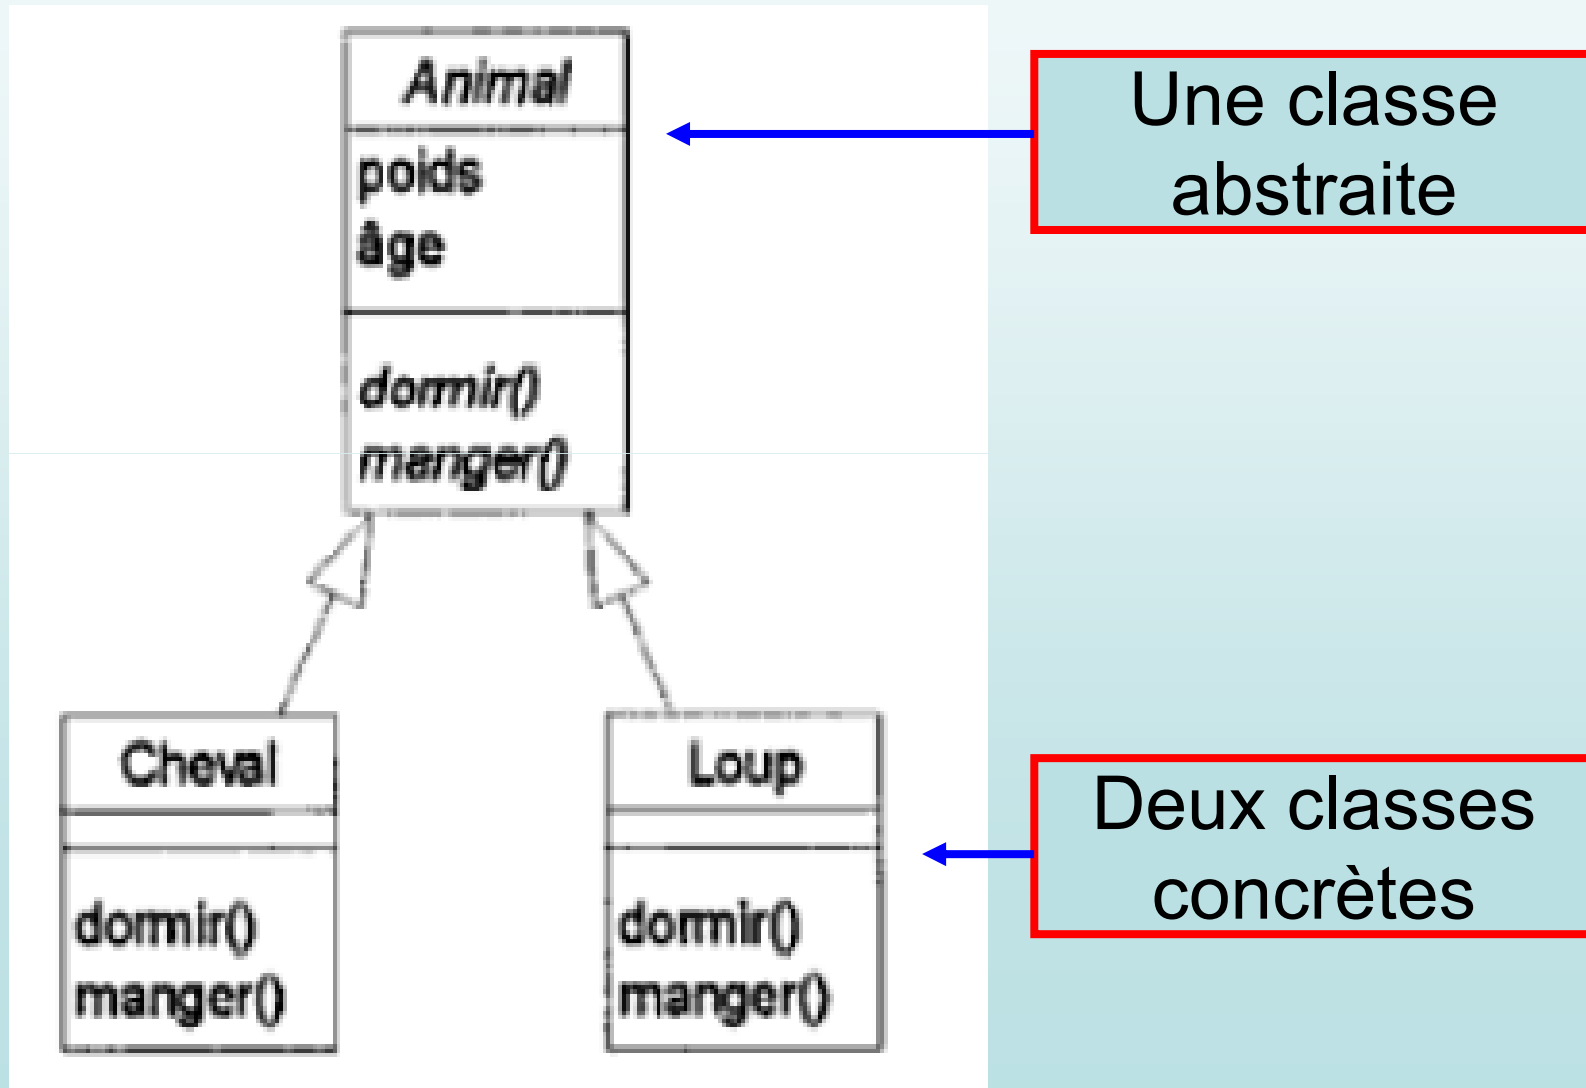 Animal
poids
âge
dormir()
manger()
Une classe
abstraite
Cheval
dormir()
manger()
Loup
dormir()
manger()
Deux classes
concrètes